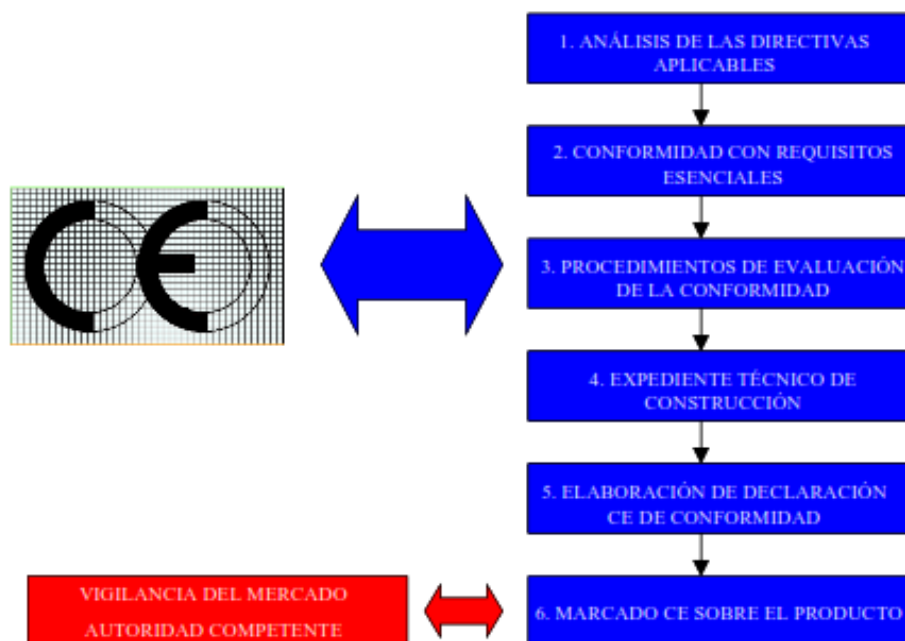 1. ANÁLISIS DE LAS DIRECTIVAS
APLICABLES
2. CONFORMIDAD CON REQUISITOS
ESENCIALES
CE
3. PROCEDIMIENTOS DE EVALUACIÓN
DE LA CONFORMIDAD
4. EXPEDIENTE TÉCNICO DE
CONSTRUCCIÓN
5. ELABORACIÓN DE DECLARACIÓN
CE DE CONFORMIDAD
VIGILANCIA DEL MERCADO
AUTORIDAD COMPETENTE
6. MARCADO CE SOBRE EL PRODUCTO